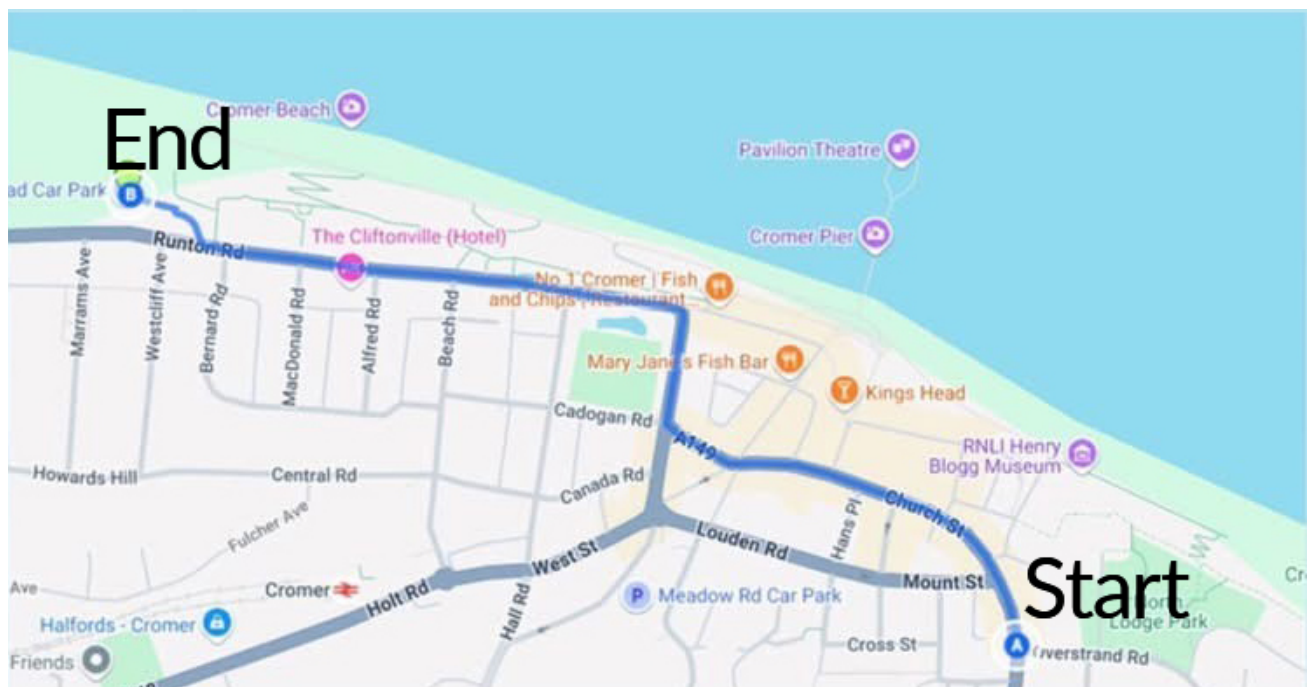 End
Cromer Beach
Pavilion Theatre
ad Car Park
B
The Cliftonville (Hotel)
Cromer Pier
Runton Rd
No 1 Cromer | Fish
and Chips | Restaurant...
Marrams Ave
Westcliff Ave
Bernard Rd
MacDonald Rd
Alfred Rd
Beach Rd
Mary Jane's Fish Bar
Kings Head
Cadogan Rd
A149
RNLI Henry
Blogg Museum
Howards Hill
Central Rd
Canada Rd
Church St
Hans Pl
Fulcher Ave
Louden Rd
West St
Ave
Cromer
Holt Rd
Hall Rd
P
Meadow Rd Car Park
Mount St
Start
Cr
Halfords - Cromer
Lodge Park
Cross St
A
verstrand Rd
Friends